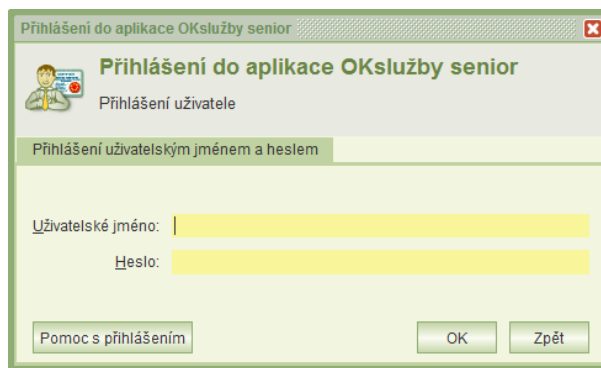 Přihlášení do aplikace OKslužby senior
Přihlášení do aplikace OKslužby senior
Přihlášení uživatele
Přihlášení uživatelským jménem a heslem
Uživatelské jméno:
Heslo:
Pomoc s přihlášením OK Zpět